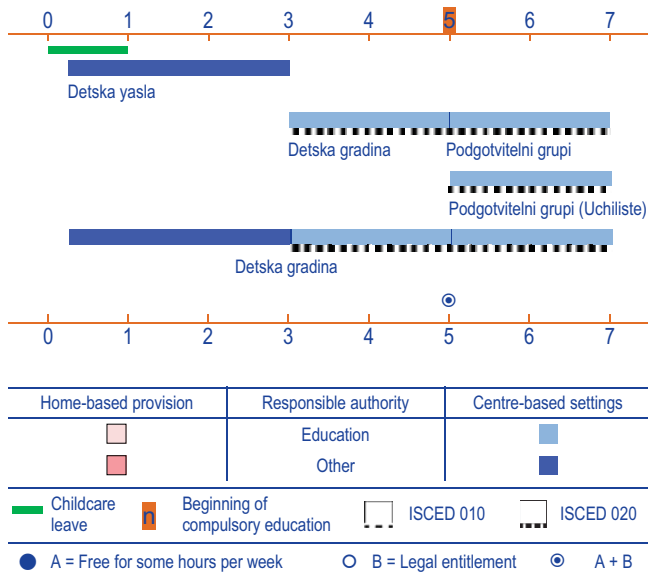 0 1 2 3 4 5 6 7
Detska yasla
Detska gradina Podgotvitelni grupi
Podgotvitelni grupi (Uchiliste)
Detska gradina
0 1 2 3 4 5 6 7
Home-based provision Responsible authority Centre-based settings
Education
Other
Childcare
leave
n
Beginning of
compulsory education
ISCED 010
ISCED 020
A = Free for some hours per week B = Legal entitlement A + B